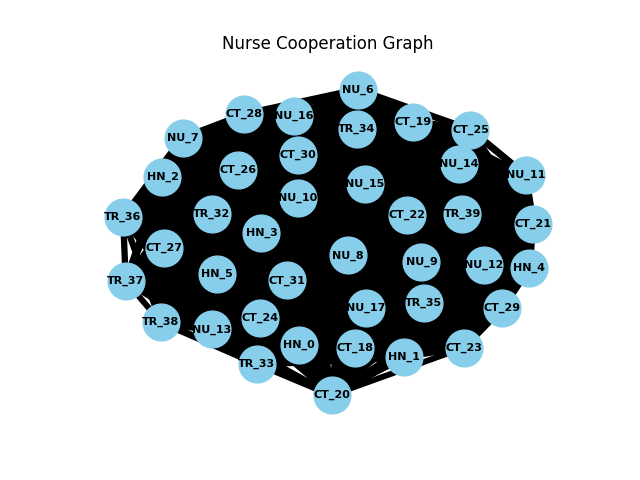 Nurse Cooperation Graph
NU_6
CT_28
NU_16
CT_19
TR_34
CT_25
NU_7
CT_30
NU_14
CT_26
NU_11
HN_2
NU_15
NU_10
TR_32
CT_22
TR_39
TR_36
CT_21
HN_3
CT_27
NU_8
NU_9
NU_12
HN_4
HN_5
CT_31
TR_37
TR_35
NU_17
CT_29
CT_24
TR_38
NU_13
HN_0
CT_18
CT_23
HN_1
TR_33
CT_20